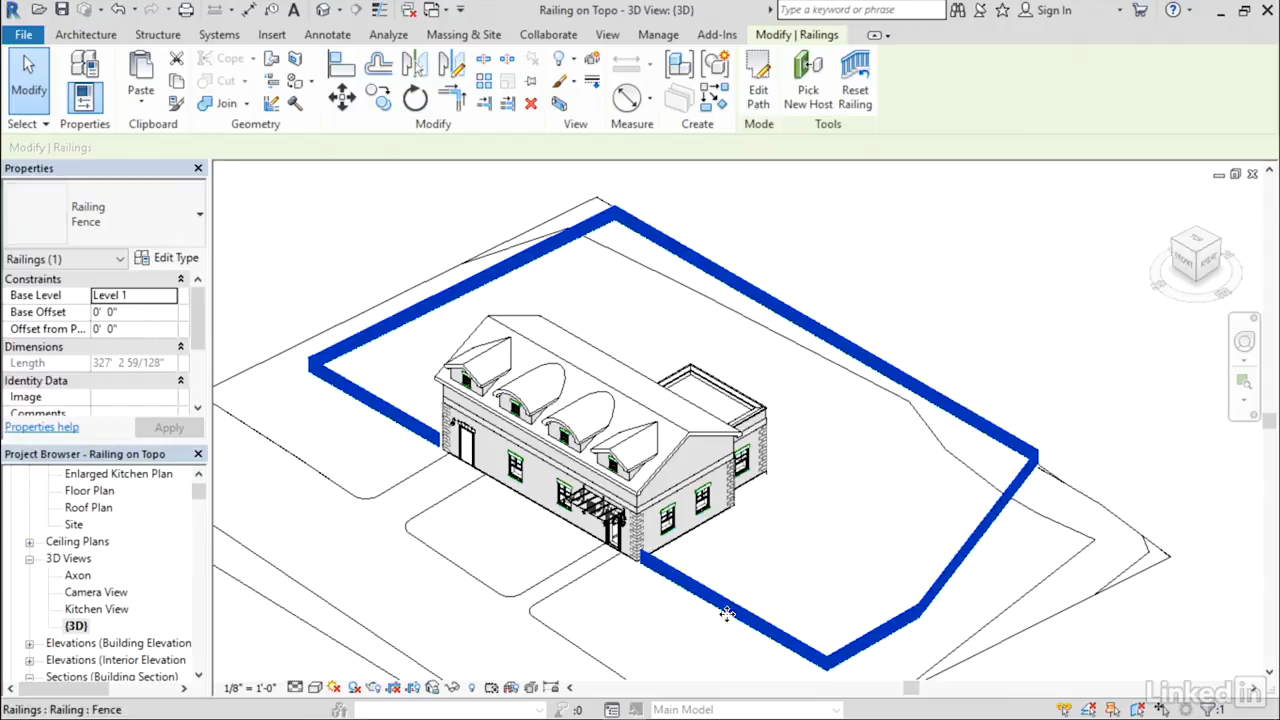 Railing on Topo - 3D View: {3D}
Type a keyword or phrase
Sign In
File
Architecture
Structure
Systems
Insert
Annotate
Analyze
Massing & Site
Collaborate
View
Manage
Add-Ins
Modify | Railings
Modify
Paste
Cope
Cut
Join
Edit
Path
Pick
New Host
Reset
Railing
Select
Properties
Clipboard
Geometry
Modify
View
Measure
Create
Mode
Tools
Modify | Railings
Properties
Railing
Fence
Railings (1)
Edit Type
Constraints
Base Level
Level 1
Base Offset
0' 0"
Offset from P...
0' 0"
Dimensions
Length
327' 2 59/128"
Identity Data
Image
Comments
Properties help
Apply
Project Browser - Railing on Topo
Enlarged Kitchen Plan
Floor Plan
Roof Plan
Site
Ceiling Plans
3D Views
Axon
Camera View
Kitchen View
{3D}
Elevations (Building Elevation
Elevations (Interior Elevation
Sections (Building Section)
TOP
1/8" = 1'-0"
Railings : Railing : Fence
:0
Main Model
:1
Linked in